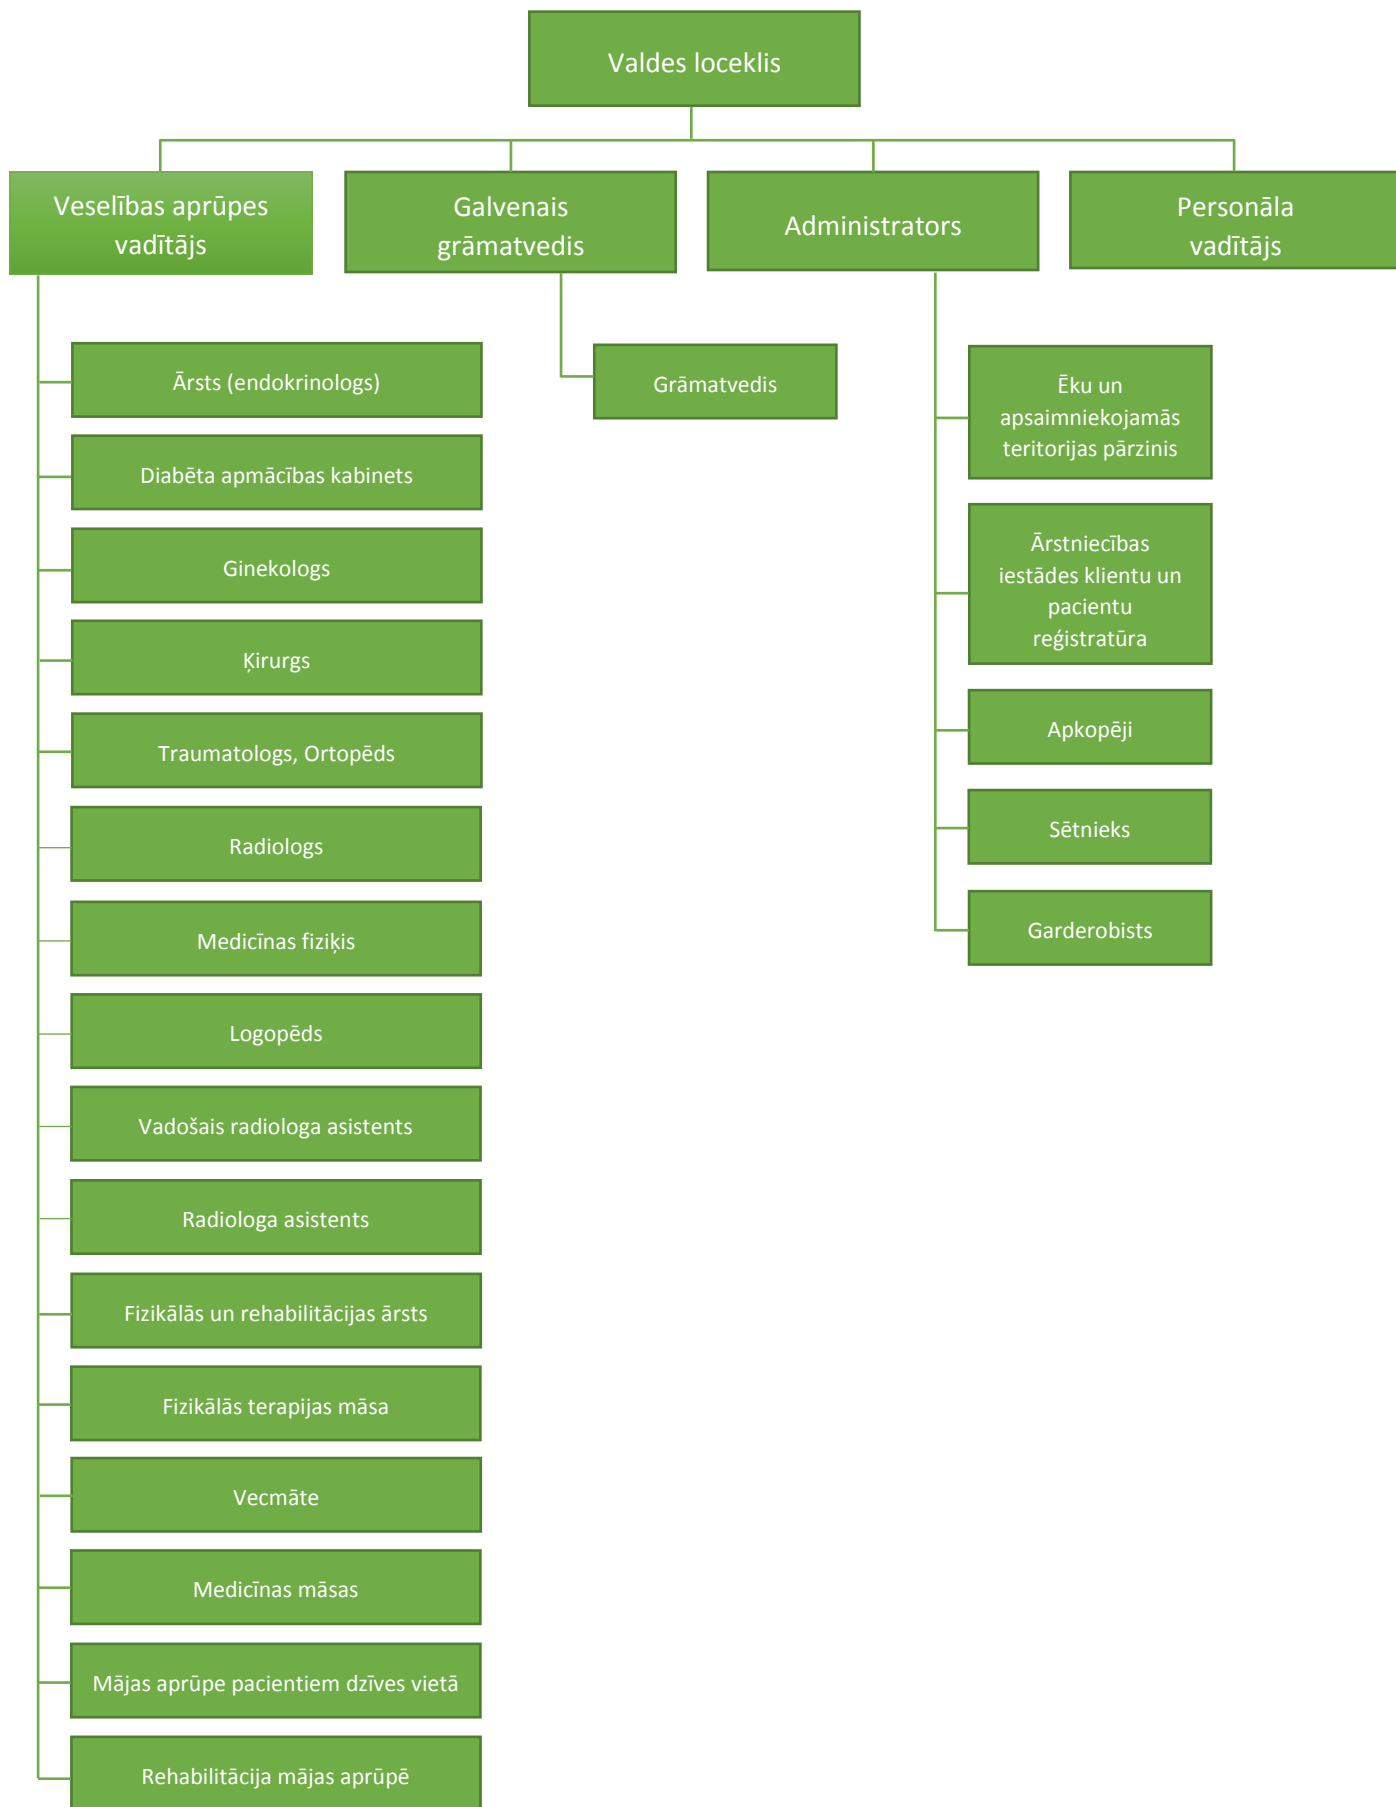 Valdes loceklis
Veselības aprūpes
vadītājs
Galvenais
grāmatvedis
Administrators
Personāla
vadītājs
Ārsts (endokrinologs)
Diabēta apmācības kabinets
Ginekologs
Ķirurgs
Traumatologs, Ortopēds
Radiologs
Medicīnas fiziķis
Logopēds
Vadošais radiologa asistents
Radiologa asistents
Fizikālās un rehabilitācijas ārsts
Fizikālās terapijas māsa
Vecmāte
Medicīnas māsas
Mājas aprūpe pacientiem dzīves vietā
Rehabilitācija mājas aprūpē
Grāmatvedis
Ēku un
apsaimniekojamās
teritorijas pārzinis
Ārstniecības
iestādes klientu un
pacientu
reģistratūra
Apkopēji
Sētnieks
Garderobists